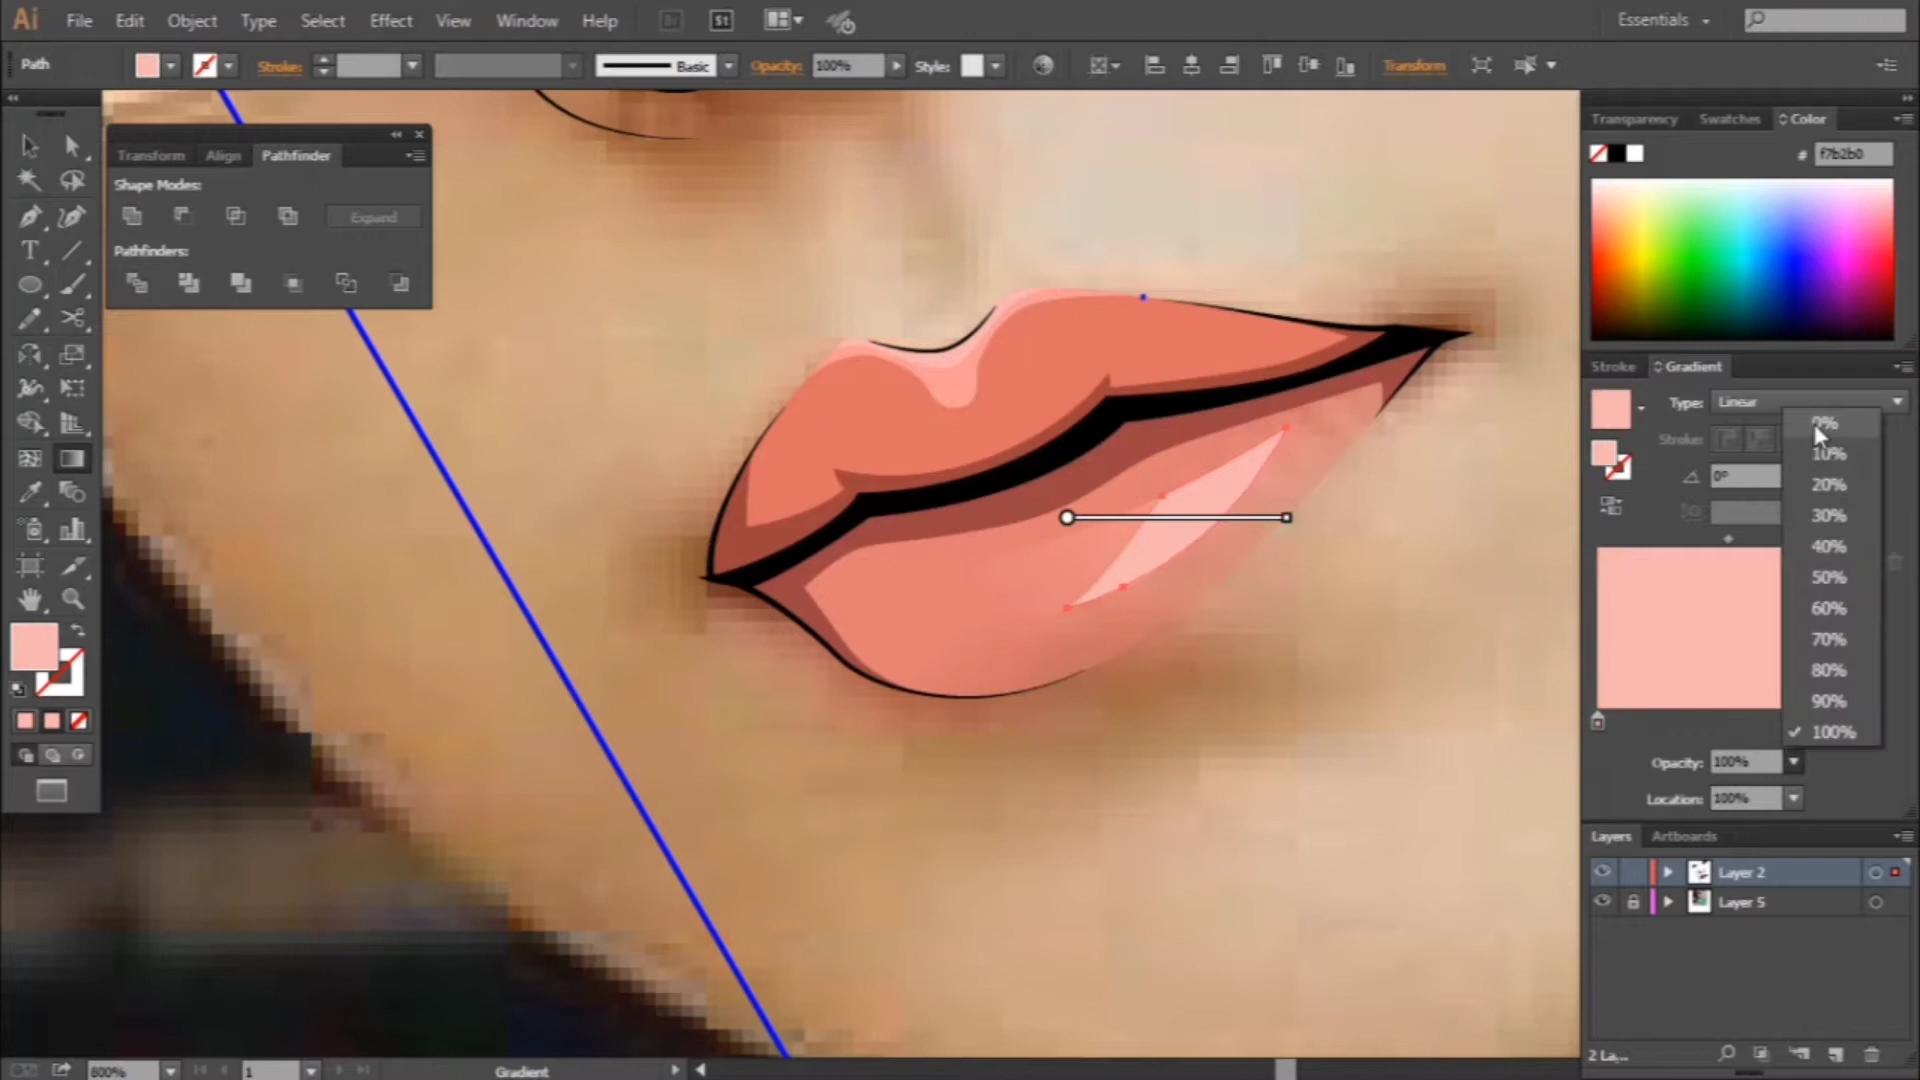 Ai File Edit Object Type Select Effect View Window Help Br St Essentials
Path Stroke: Basic Opacity: 100% Style: Transform
Transform Align Pathfinder
Shape Modes:
Expand
Pathfinders:
Transparency Swatches Color
# f7b2b0
Stroke Gradient
Type: Linear
Stroke:
0°
0%
10%
20%
30%
40%
50%
60%
70%
80%
90%
100%
Opacity: 100%
Location: 100%
Layers Artboards
Layer 2
Layer 5
2 La...
800% 1 Gradient
T